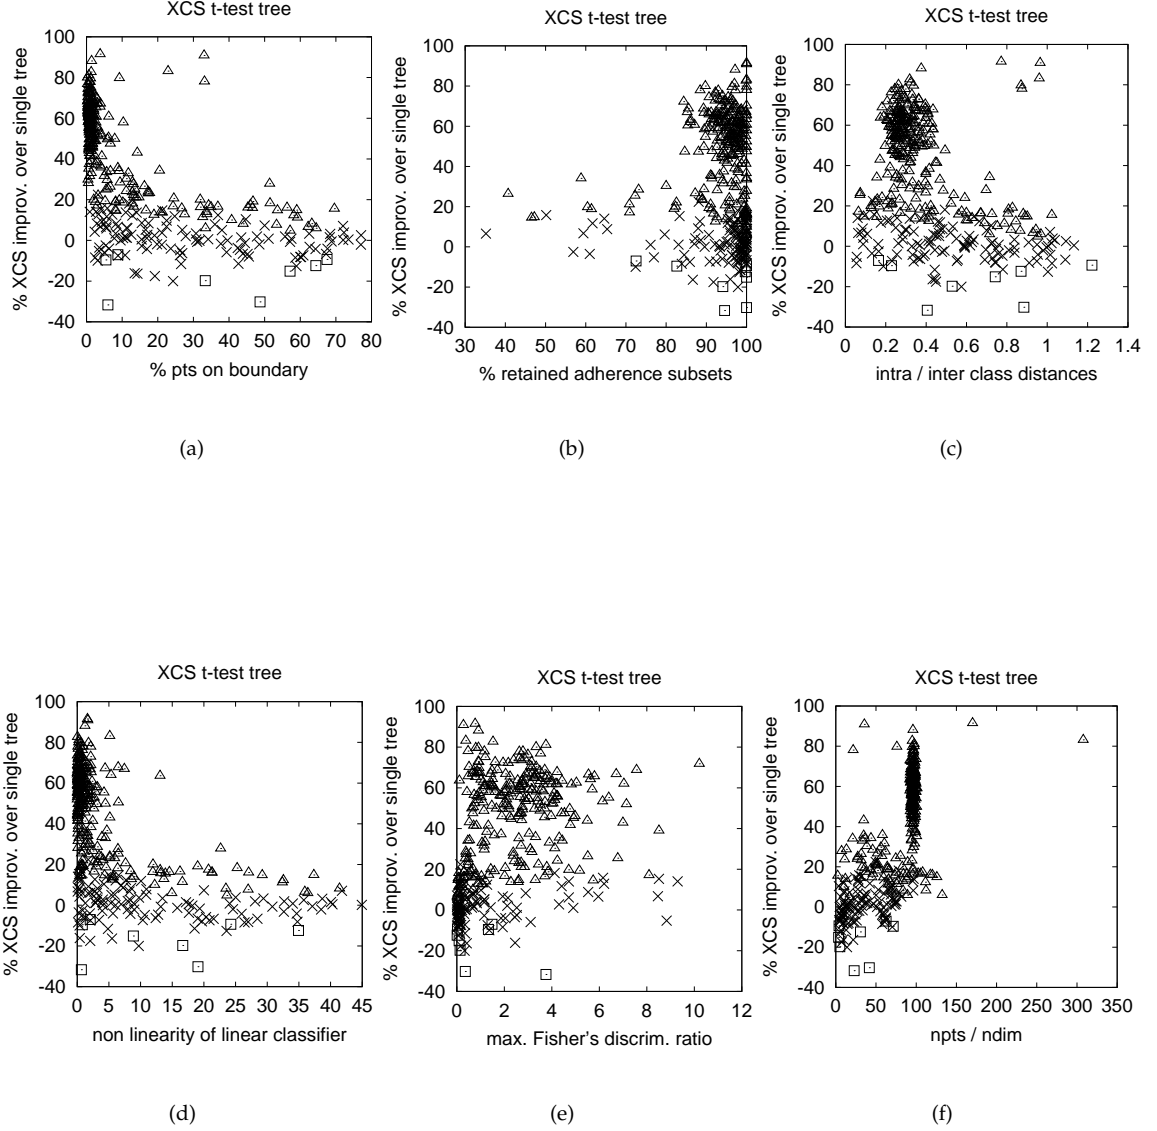 XCS t-test tree
XCS t-test tree
XCS t-test tree
% XCS improv. over single tree
100
80
60
40
20
0
-20
-40
0 10 20 30 40 50 60 70 80
% pts on boundary
(a)
% XCS improv. over single tree
100
80
60
40
20
0
-20
-40
30 40 50 60 70 80 90 100
% retained adherence subsets
(b)
% XCS improv. over single tree
100
80
60
40
20
0
-20
-40
0 0.2 0.4 0.6 0.8 1 1.2 1.4
intra / inter class distances
(c)
XCS t-test tree
XCS t-test tree
XCS t-test tree
% XCS improv. over single tree
100
80
60
40
20
0
-20
-40
0 5 10 15 20 25 30 35 40 45
non linearity of linear classifier
(d)
% XCS improv. over single tree
100
80
60
40
20
0
-20
-40
0 2 4 6 8 10 12
max. Fisher's discrim. ratio
(e)
% XCS improv. over single tree
100
80
60
40
20
0
-20
-40
0 50 100 150 200 250 300 350
npts / ndim
(f)